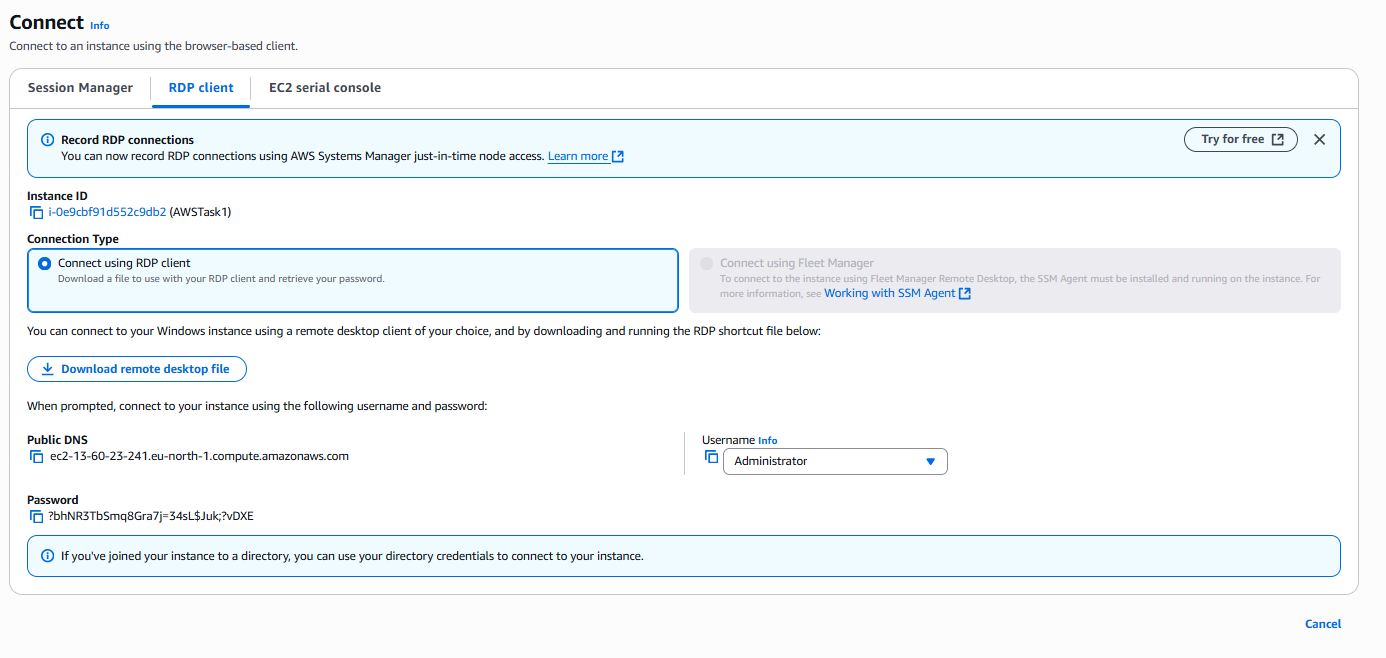 Connect Info
Connect to an instance using the browser-based client.
Session Manager
RDP client
EC2 serial console
Record RDP connections
You can now record RDP connections using AWS Systems Manager just-in-time node access. Learn more
Try for free
Instance ID
i-0e9cbf91d552c9db2 (AWSTask1)
Connection Type
Connect using RDP client
Download a file to use with your RDP client and retrieve your password.
Connect using Fleet Manager
To connect to the instance using Fleet Manager Remote Desktop, the SSM Agent must be installed and running on the instance. For
more information, see Working with SSM Agent
You can connect to your Windows instance using a remote desktop client of your choice, and by downloading and running the RDP shortcut file below:
Download remote desktop file
When prompted, connect to your instance using the following username and password:
Public DNS
ec2-13-60-23-241.eu-north-1.compute.amazonaws.com
Username Info
Administrator
Password
?bhNR3TbSmq8Gra7j=34sL$Juk;?vDXE
If you've joined your instance to a directory, you can use your directory credentials to connect to your instance.
Cancel